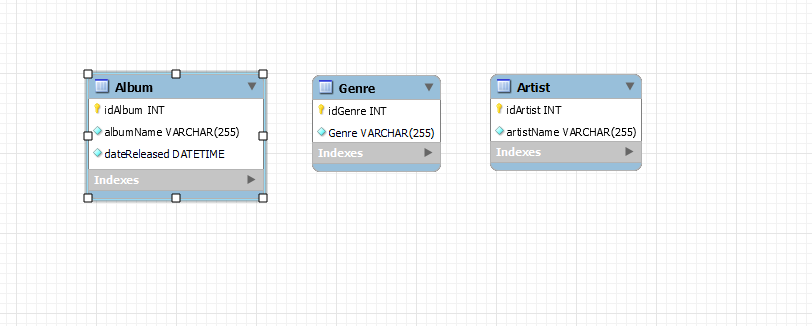 Album
idAlbum INT
albumName VARCHAR(255)
dateReleased DATETIME
Indexes
Genre
idGenre INT
Genre VARCHAR(255)
Indexes
Artist
idArtist INT
artistName VARCHAR(255)
Indexes